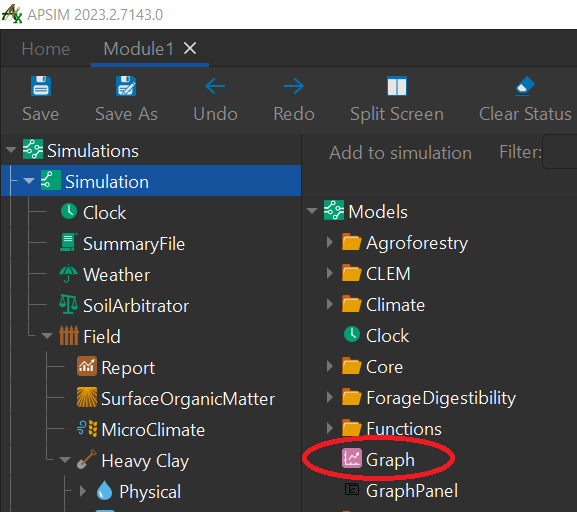 APSIM 2023.2.7143.0
Home Module1
Save Save As Undo Redo Split Screen Clear Status
Simulations
Simulation
Clock
SummaryFile
Weather
SoilArbitrator
Field
Report
SurfaceOrganicMatter
MicroClimate
Heavy Clay
Physical
Add to simulation Filter:
Models
Agroforestry
CLEM
Climate
Clock
Core
ForageDigestibility
Functions
Graph
GraphPanel